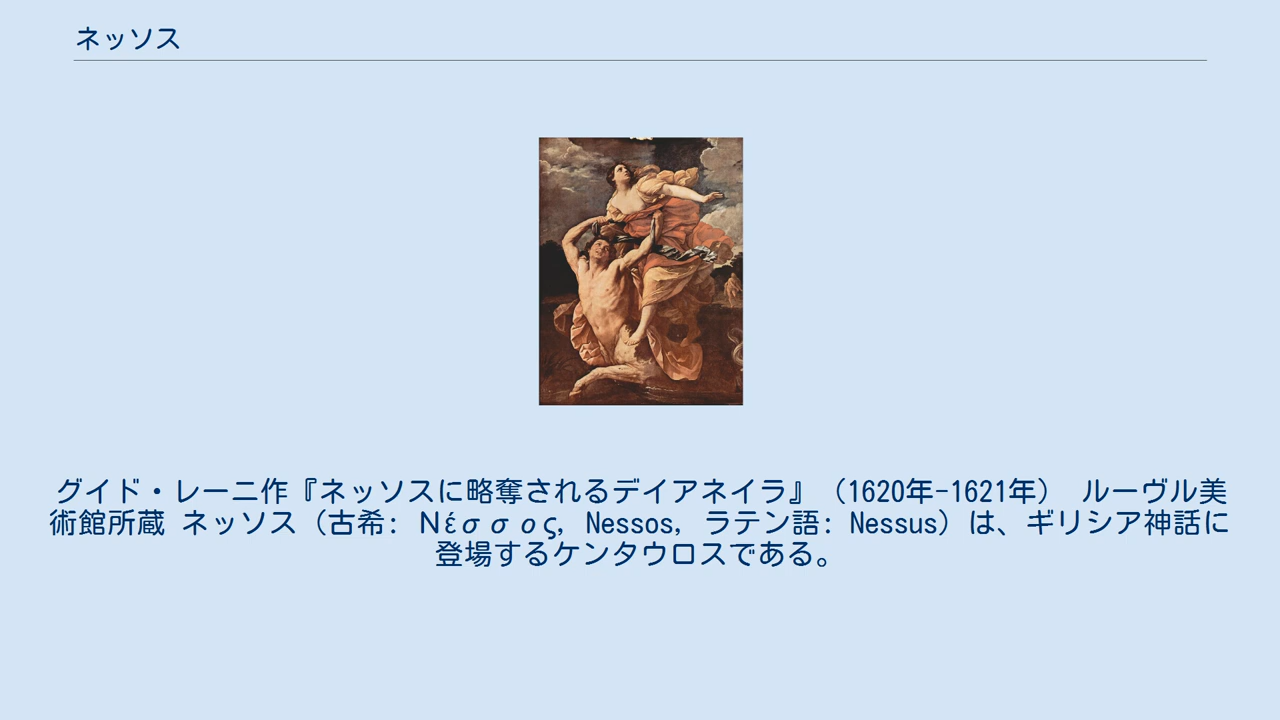 ネッソス
グイド・レーニ作『ネッソスに略奪されるデイアネイラ』（1620年-1621年） ルーヴル美
術館所蔵 ネッソス（古希: Νέσσος, Nessos, ラテン語: Nessus）は、ギリシア神話に
登場するケンタウロスである。